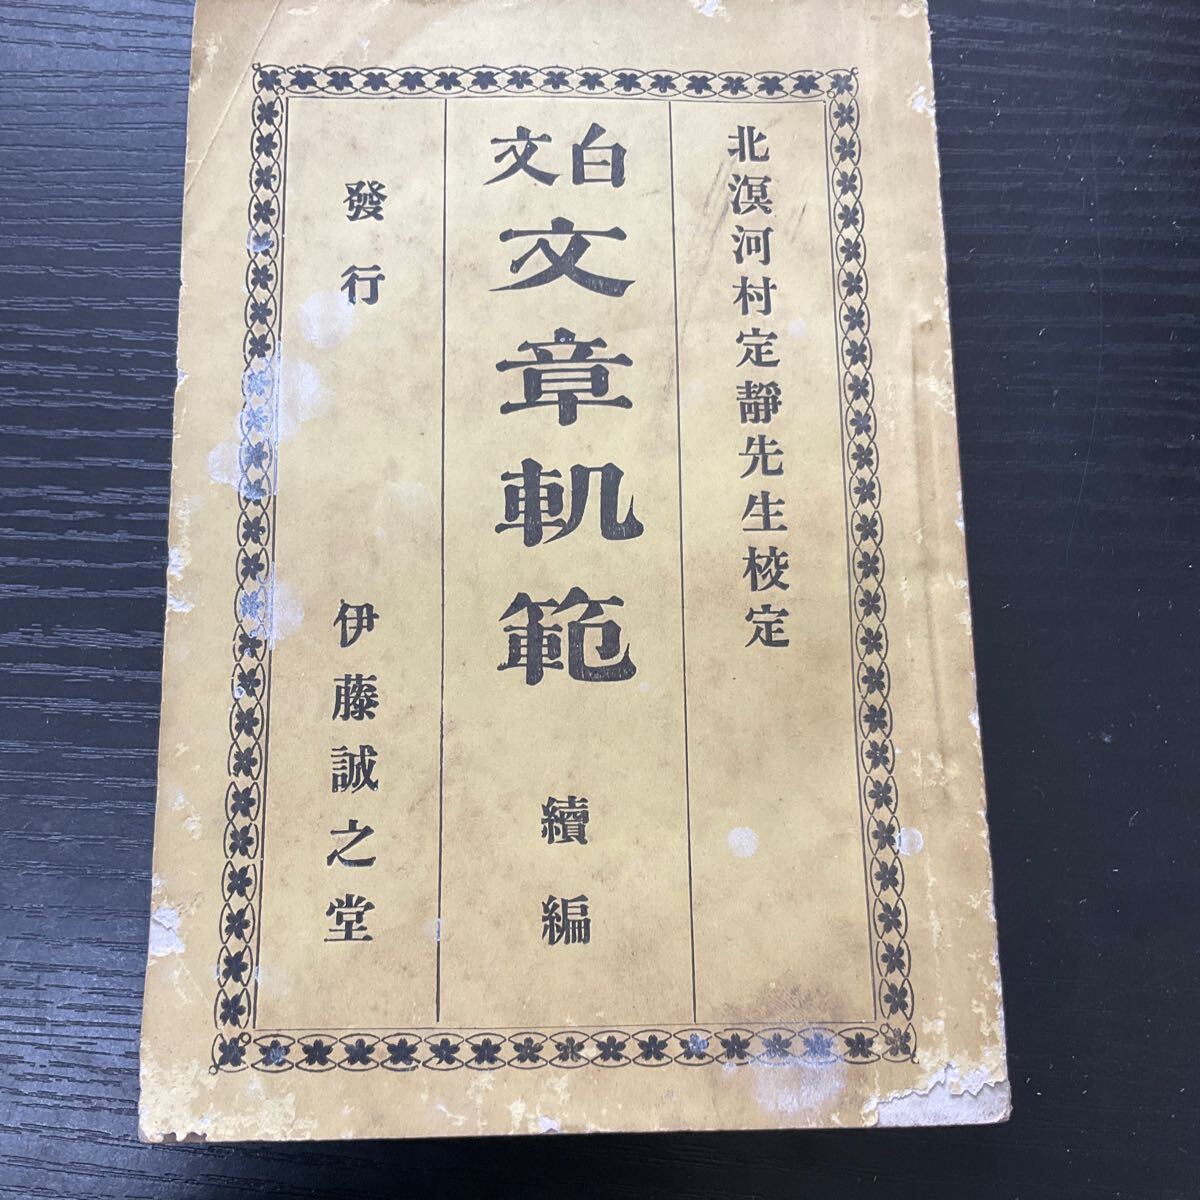 北溟河村定靜先生校定
白文
文章軌範 續編
發行 伊藤誠之堂